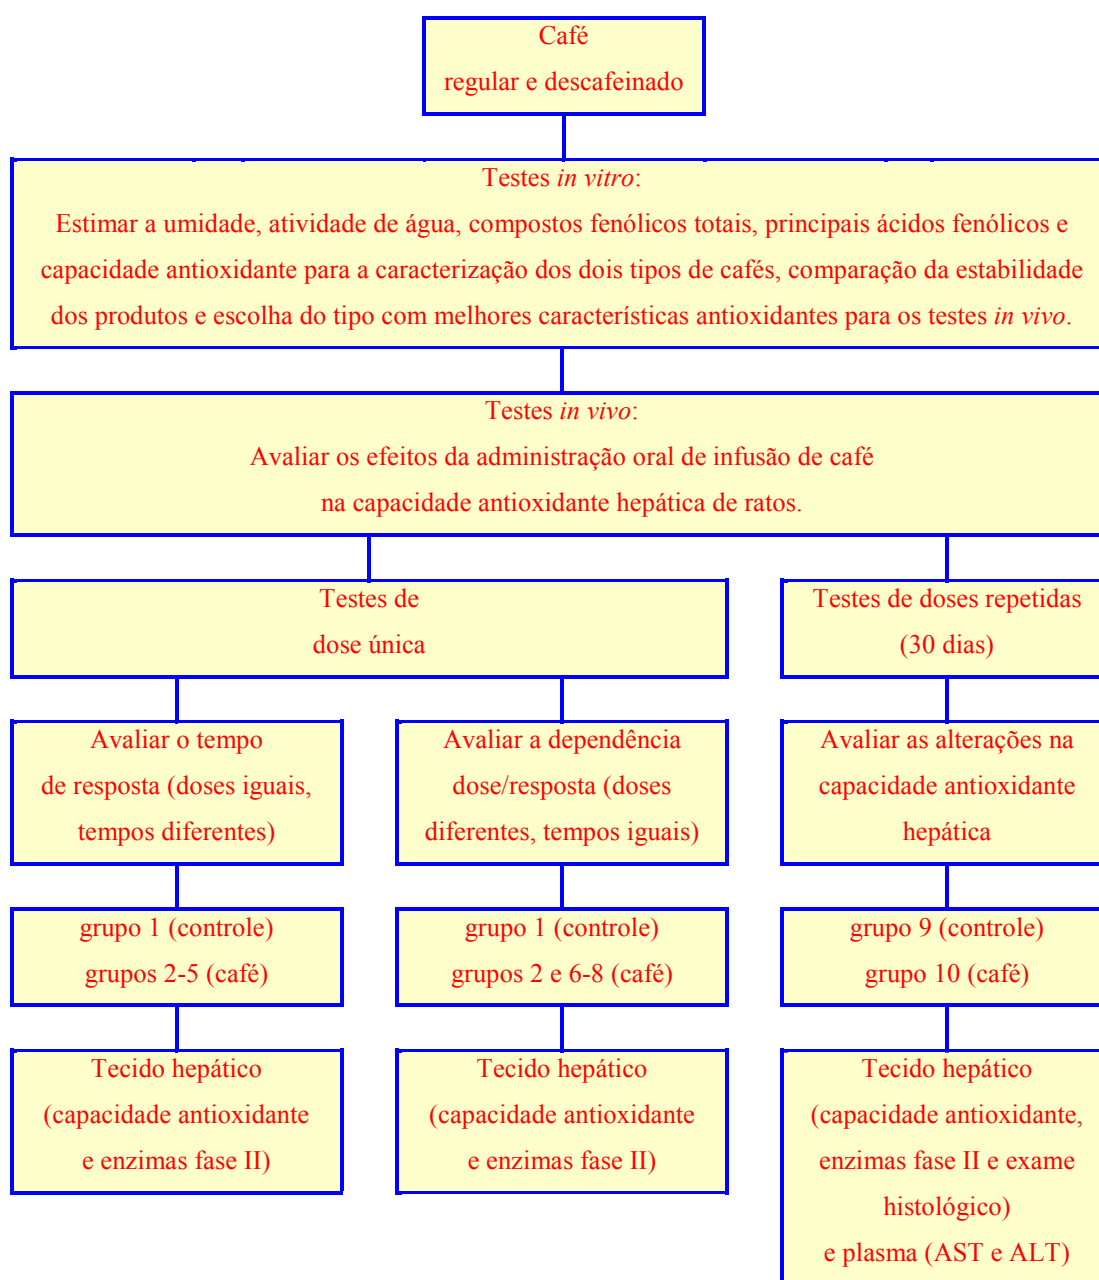 Café
regular e descafeinado
Testes in vitro:
Estimar a umidade, atividade de água, compostos fenólicos totais, principais ácidos fenólicos e
capacidade antioxidante para a caracterização dos dois tipos de cafés, comparação da estabilidade
dos produtos e escolha do tipo com melhores características antioxidantes para os testes in vivo.
Testes in vivo:
Avaliar os efeitos da administração oral de infusão de café
na capacidade antioxidante hepática de ratos.
Testes de
dose única
Testes de doses repetidas
(30 dias)
Avaliar o tempo
de resposta (doses iguais,
tempos diferentes)
Avaliar a dependência
dose/resposta (doses
diferentes, tempos iguais)
Avaliar as alterações na
capacidade antioxidante
hepática
grupo 1 (controle)
grupos 2-5 (café)
grupo 1 (controle)
grupos 2 e 6-8 (café)
grupo 9 (controle)
grupo 10 (café)
Tecido hepático
(capacidade antioxidante
e enzimas fase II)
Tecido hepático
(capacidade antioxidante
e enzimas fase II)
Tecido hepático
(capacidade antioxidante,
enzimas fase II e exame
histológico)
e plasma (AST e ALT)